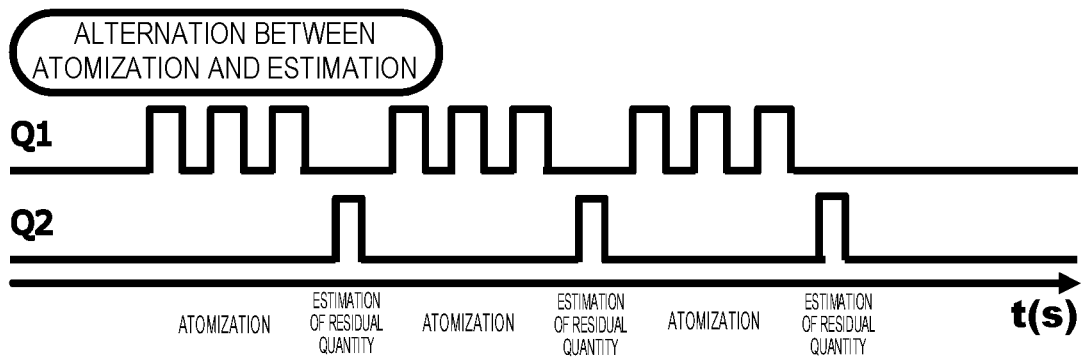 ALTERNATION BETWEEN
ATOMIZATION AND ESTIMATION
Q1
Q2
t(s)
ATOMIZATION
ESTIMATION
OF RESIDUAL
QUANTITY
ATOMIZATION
ESTIMATION
OF RESIDUAL
QUANTITY
ATOMIZATION
ESTIMATION
OF RESIDUAL
QUANTITY